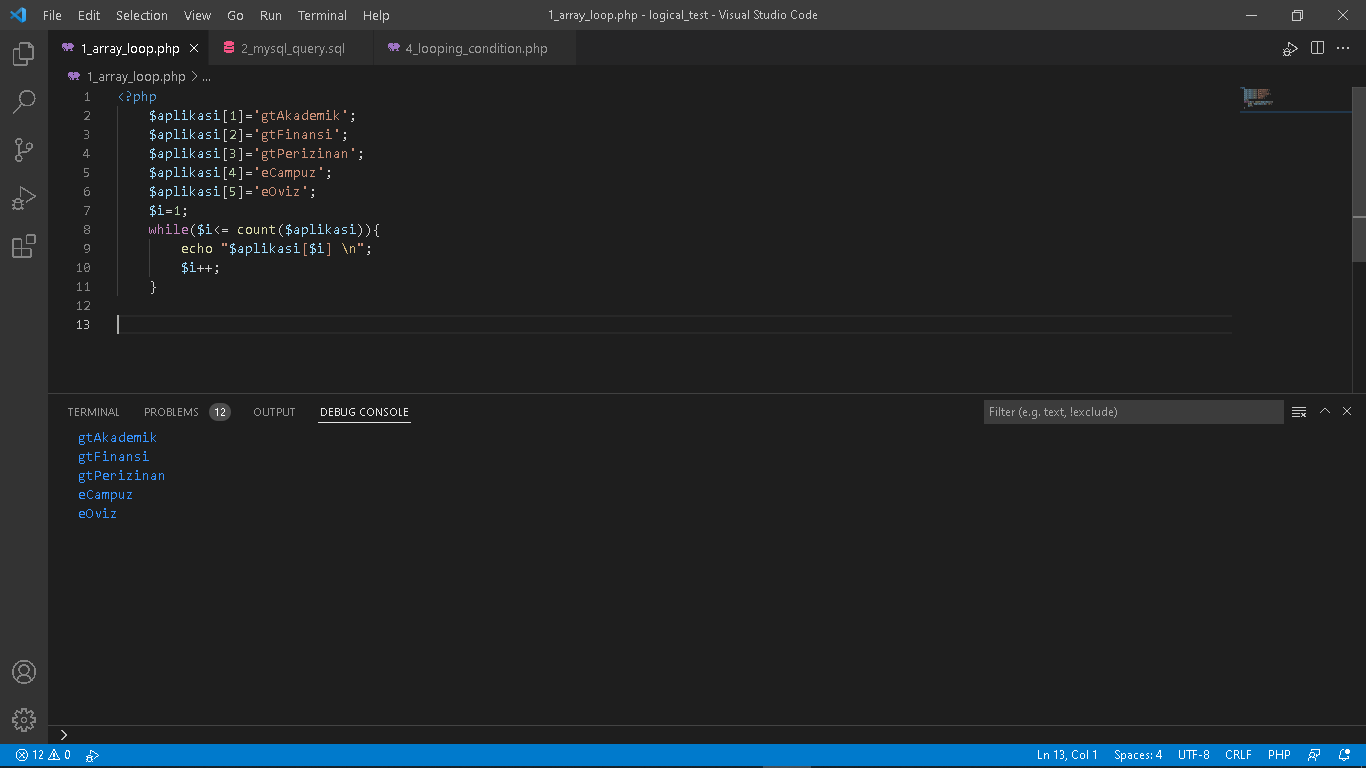 File Edit Selection View Go Run Terminal Help 1_array_loop.php - logical_test - Visual Studio Code
1_array_loop.php 2_mysql_query.sql 4_looping_condition.php
1_array_loop.php > ...
1 <?php
2 $aplikasi[1]='gtAkademik';
3 $aplikasi[2]='gtFinansi';
4 $aplikasi[3]='gtPerizinan';
5 $aplikasi[4]='eCampuz';
6 $aplikasi[5]='eOviz';
7 $i=1;
8 while($i<= count($aplikasi)){
9 echo "$aplikasi[$i] \n";
10 $i++;
11 }
12
13
TERMINAL PROBLEMS 12 OUTPUT DEBUG CONSOLE Filter (e.g. text, !exclude)
gtAkademik
gtFinansi
gtPerizinan
eCampuz
eOviz
>
12 0 Ln 13, Col 1 Spaces: 4 UTF-8 CRLF PHP